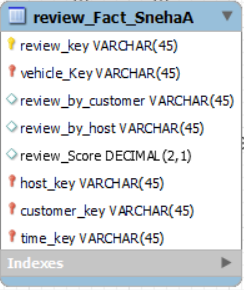 review_Fact_SnehaA
review_key VARCHAR(45)
vehicle_Key VARCHAR(45)
review_by_customer VARCHAR(45)
review_by_host VARCHAR(45)
review_Score DECIMAL(2,1)
host_key VARCHAR(45)
customer_key VARCHAR(45)
time_key VARCHAR(45)
Indexes